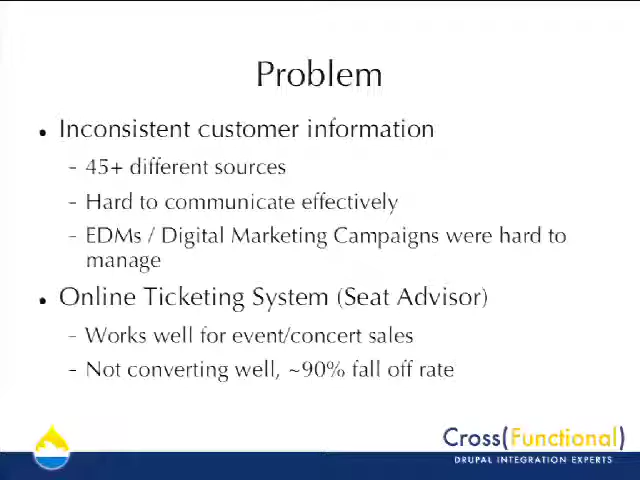 Problem
• Inconsistent customer information
– 45+ different sources
– Hard to communicate effectively
– EDMs / Digital Marketing Campaigns were hard to
manage
• Online Ticketing System (Seat Advisor)
– Works well for event/concert sales
– Not converting well, ~90% fall off rate
Cross(Functional)
DRUPAL INTEGRATION EXPERTS